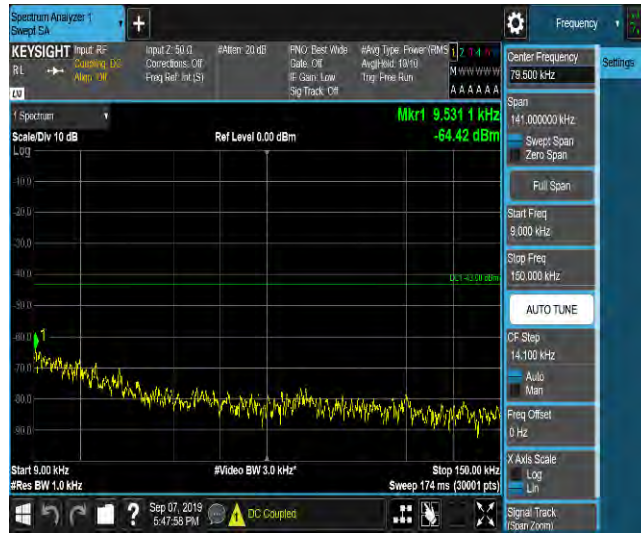 Spectrum Analyzer 1
Swept SA
Frequency
KEYSIGHT
Input: RF
Coupling: DC
Align: Off
RL
Input Z: 50 Ω
Corrections: Off
Freq Ref: Int (S)
#Atten: 20 dB
PNO: Best Wide
Gate: Off
IF Gain: Low
Sig Track: Off
#Avg Type: Power (RMS
Avg|Hold: 10/10
Trig: Free Run
M W W W W W
A A A A A A
1 Spectrum
Mkr1 9.531 1 kHz
Scale/Div 10 dB
Ref Level 0.00 dBm
-64.42 dBm
Log
-10.0
-20.0
-30.0
-40.0
DL1 -43.00 dBm
-50.0
-60.0
1
-70.0
-80.0
-90.0
Start 9.00 kHz
#Video BW 3.0 kHz*
Stop 150.00 kHz
#Res BW 1.0 kHz
Sweep 174 ms (30001 pts)
Sep 07, 2019
5:47:58 PM
DC Coupled
Center Frequency
79.500 kHz
Settings
Span
141.000000 kHz
Swept Span
Zero Span
Full Span
Start Freq
9.000 kHz
Stop Freq
150.000 kHz
AUTO TUNE
CF Step
14.100 kHz
Auto
Man
Freq Offset
0 Hz
X Axis Scale
Log
Lin
Signal Track
(Span Zoom)